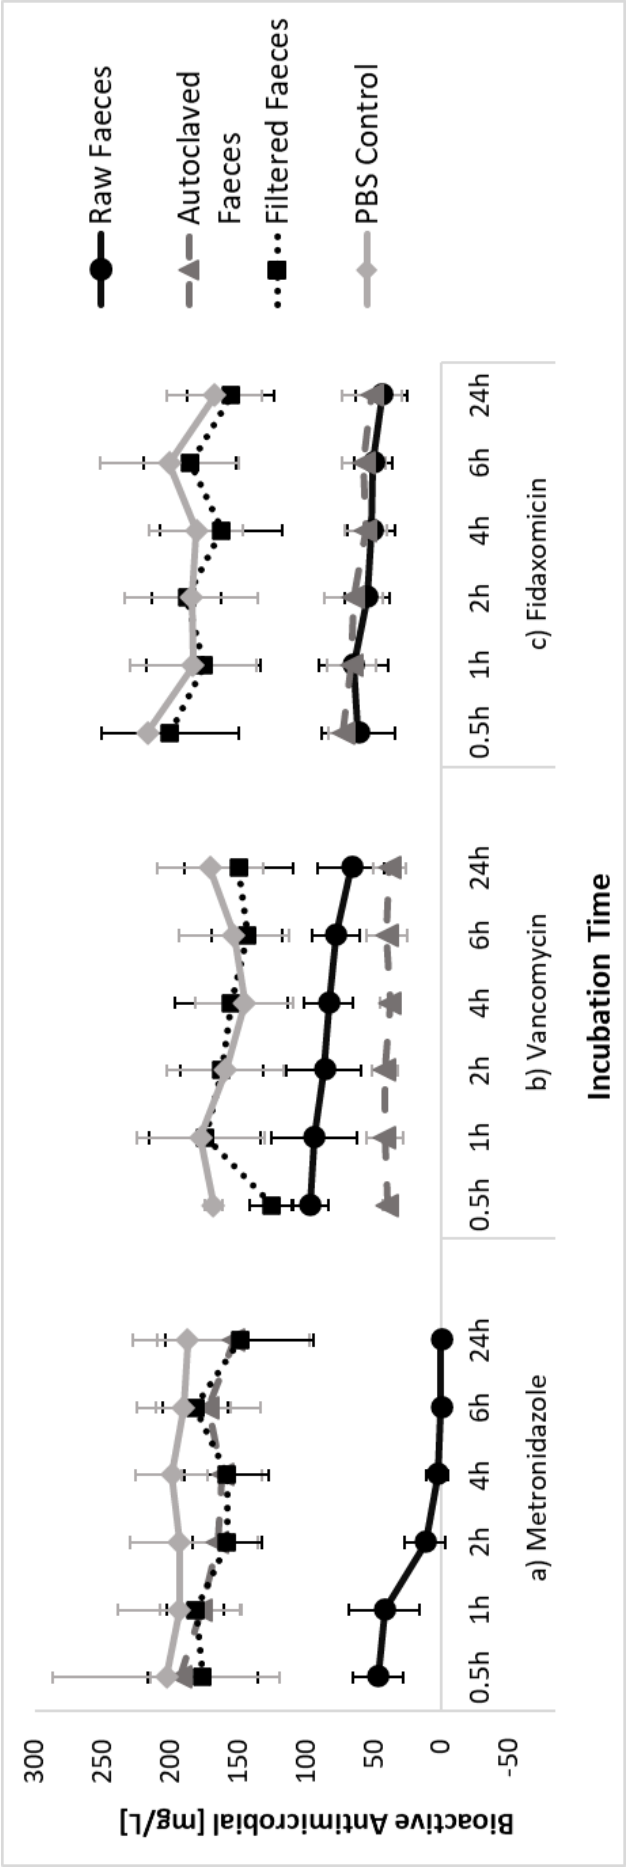 Bioactive Antimicrobial [mg/L]
300
250
200
150
100
50
0
-50
0.5h 1h 2h 4h 6h 24h
0.5h 1h 2h 4h 6h 24h
0.5h 1h 2h 4h 6h 24h
a) Metronidazole
b) Vancomycin
c) Fidaxomicin
Incubation Time
Raw Faeces
Autoclaved
Faeces
Filtered Faeces
PBS Control